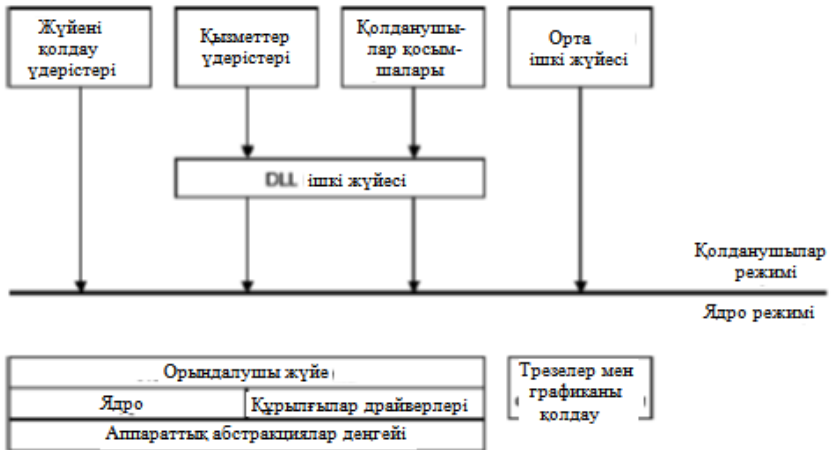 Жүйені
қолдау
үдерістері
Қызметтер
үдерістері
Қолданушы-
лар қосым-
шалары
Орта
ішкі жүйесі
DLL ішкі жүйесі
Қолданушылар
режимі
Ядро режимі
Орындалушы жүйе
Ядро
Құрылғылар драйверлері
Аппараттық абстракциялар деңгейі
Трезелер мен
графиканы
қолдау